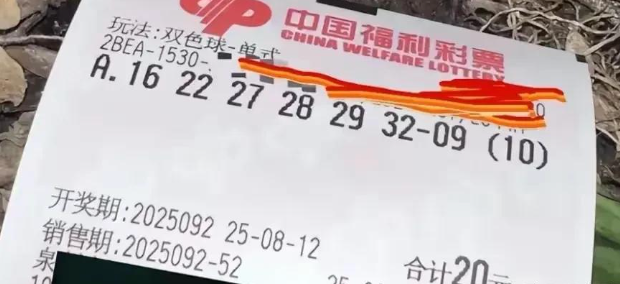 中国福利彩票
CHINA WELFARE LOTTERY
玩法:双色球-单式
2BEA-1530-
A.16 22 27 28 29 32-09 (10)
开奖期:2025092 25-08-12
销售期:2025092-52
合计20元
泉